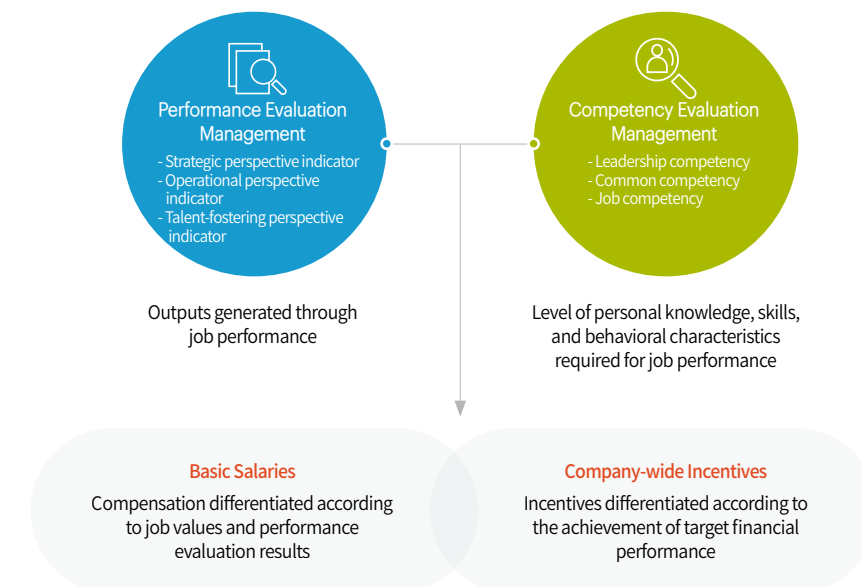 Performance Evaluation
Management
- Strategic perspective indicator
- Operational perspective
indicator
- Talent-fostering perspective
indicator
Competency Evaluation
Management
- Leadership competency
- Common competency
- Job competency
Outputs generated through
job performance
Level of personal knowledge, skills,
and behavioral characteristics
required for job performance
Basic Salaries
Compensation differentiated according
to job values and performance
evaluation results
Company-wide Incentives
Incentives differentiated according to
the achievement of target financial
performance